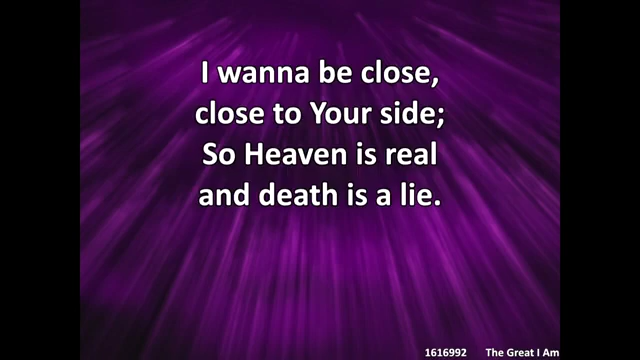 I wanna be close,
close to Your side;
So Heaven is real
and death is a lie.
1616992 The Great I Am